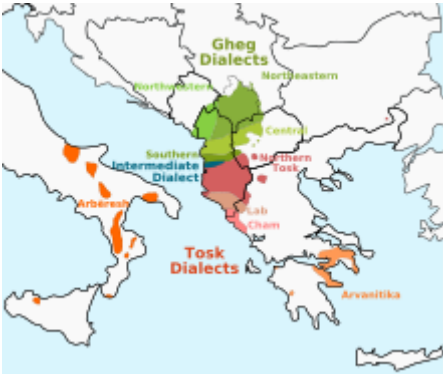 Gheg
Dialects
Northwestern
Northeastern
Central
Southern
Intermediate
Dialect
Northern
Tosk
Arbëresh
Lab
Cham
Tosk
Dialects
Arvanitika